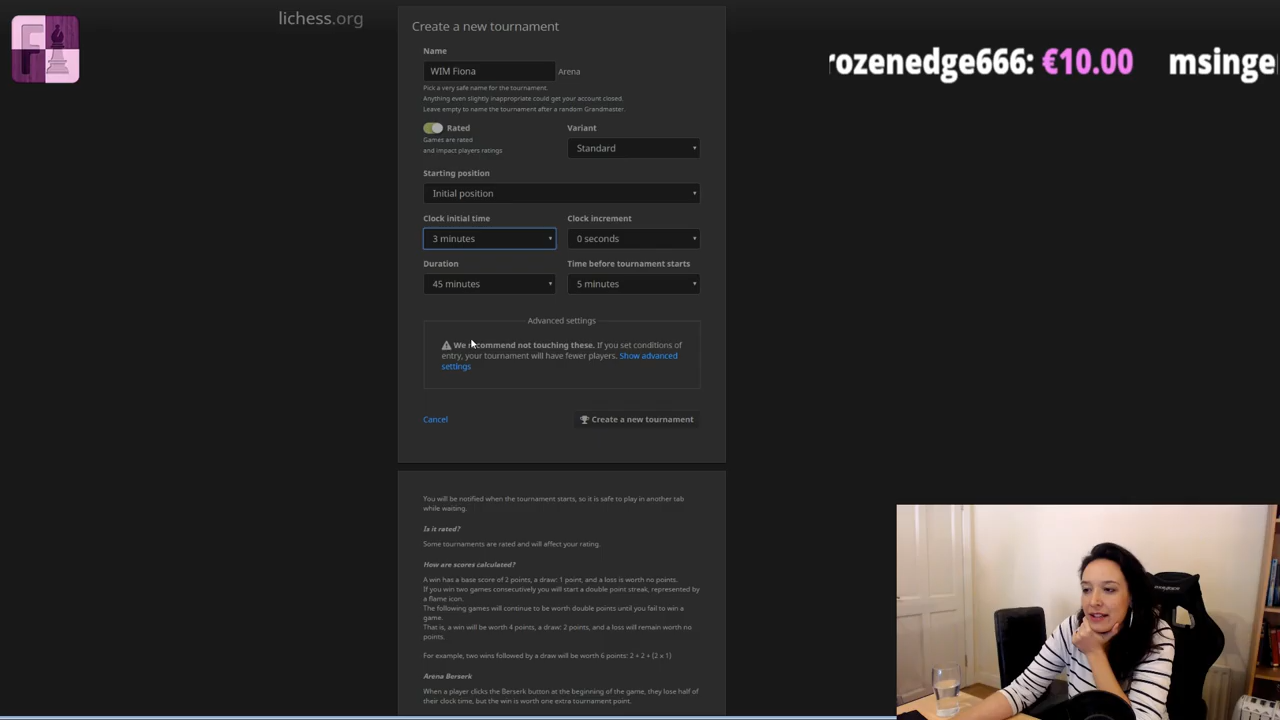 lichess.org
Create a new tournament
rozenedge666: €10.00 msinge
Name
WIM Fiona Arena
Pick a very safe name for the tournament.
Anything even slightly inappropriate could get your account closed.
Leave empty to name the tournament after a random Grandmaster.
Rated
Games are rated
and impact players ratings
Variant
Standard
Starting position
Initial position
Clock initial time
3 minutes
Clock increment
0 seconds
Duration
45 minutes
Time before tournament starts
5 minutes
Advanced settings
We recommend not touching these. If you set conditions of
entry, your tournament will have fewer players. Show advanced
settings
Cancel
Create a new tournament
You will be notified when the tournament starts, so it is safe to play in another tab
while waiting.
Is it rated?
Some tournaments are rated and will affect your rating.
How are scores calculated?
A win has a base score of 2 points, a draw: 1 point, and a loss is worth no points.
If you win two games consecutively you will start a double point streak, represented by
a flame icon.
The following games will continue to be worth double points until you fail to win a
game.
That is, a win will be worth 4 points, a draw: 2 points, and a loss will remain worth no
points.
For example, two wins followed by a draw will be worth 6 points: 2 + 2 + (2 x 1)
Arena Berserk
When a player clicks the Berserk button at the beginning of the game, they lose half of
their clock time, but the win is worth one extra tournament point.